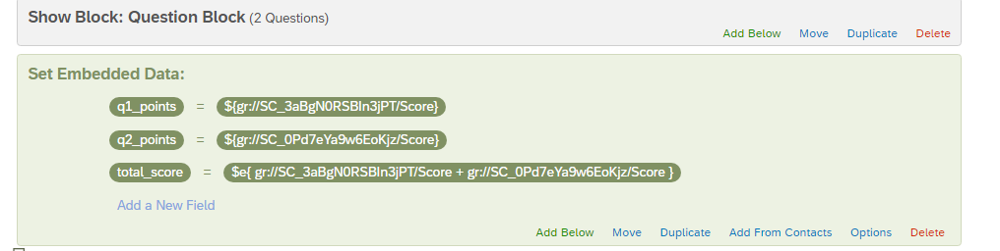 Show Block: Question Block (2 Questions)
Add Below Move Duplicate Delete
Set Embedded Data:
q1_points = ${gr://SC_3aBgN0RSBIn3jPT/Score}
q2_points = ${gr://SC_0Pd7eYa9w6EoKjz/Score}
total_score = $e{ gr://SC_3aBgN0RSBIn3jPT/Score + gr://SC_0Pd7eYa9w6EoKjz/Score }
Add a New Field
Add Below Move Duplicate Add From Contacts Options Delete